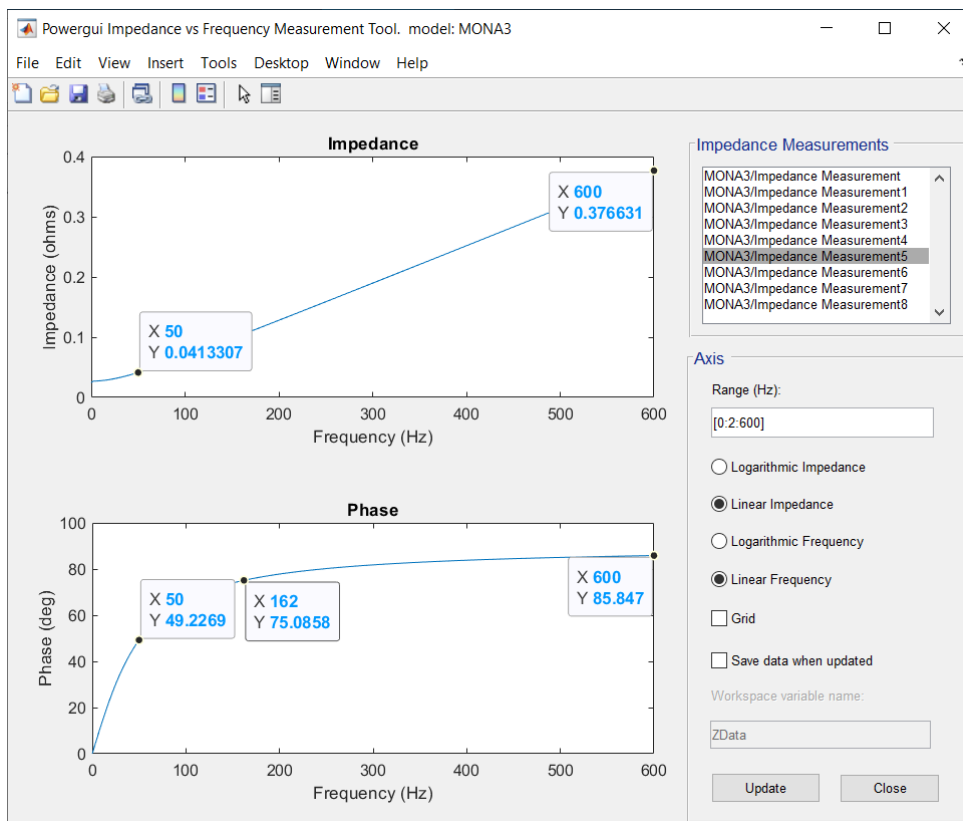 Powergui Impedance vs Frequency Measurement Tool. model: MONA3
File Edit View Insert Tools Desktop Window Help
Impedance
0.4
0.3
0.2
0.1
0
Impedance (ohms)
X 600
Y 0.376631
X 50
Y 0.0413307
0 100 200 300 400 500 600
Frequency (Hz)
Phase
100
80
60
40
20
0
Phase (deg)
X 50
Y 49.2269
X 162
Y 75.0858
X 600
Y 85.847
0 100 200 300 400 500 600
Frequency (Hz)
Impedance Measurements
MONA3/Impedance Measurement
MONA3/Impedance Measurement1
MONA3/Impedance Measurement2
MONA3/Impedance Measurement3
MONA3/Impedance Measurement4
MONA3/Impedance Measurement5
MONA3/Impedance Measurement6
MONA3/Impedance Measurement7
MONA3/Impedance Measurement8
Axis
Range (Hz):
[0:2:600]
Logarithmic Impedance
Linear Impedance
Logarithmic Frequency
Linear Frequency
Grid
Save data when updated
Workspace variable name:
ZData
Update Close